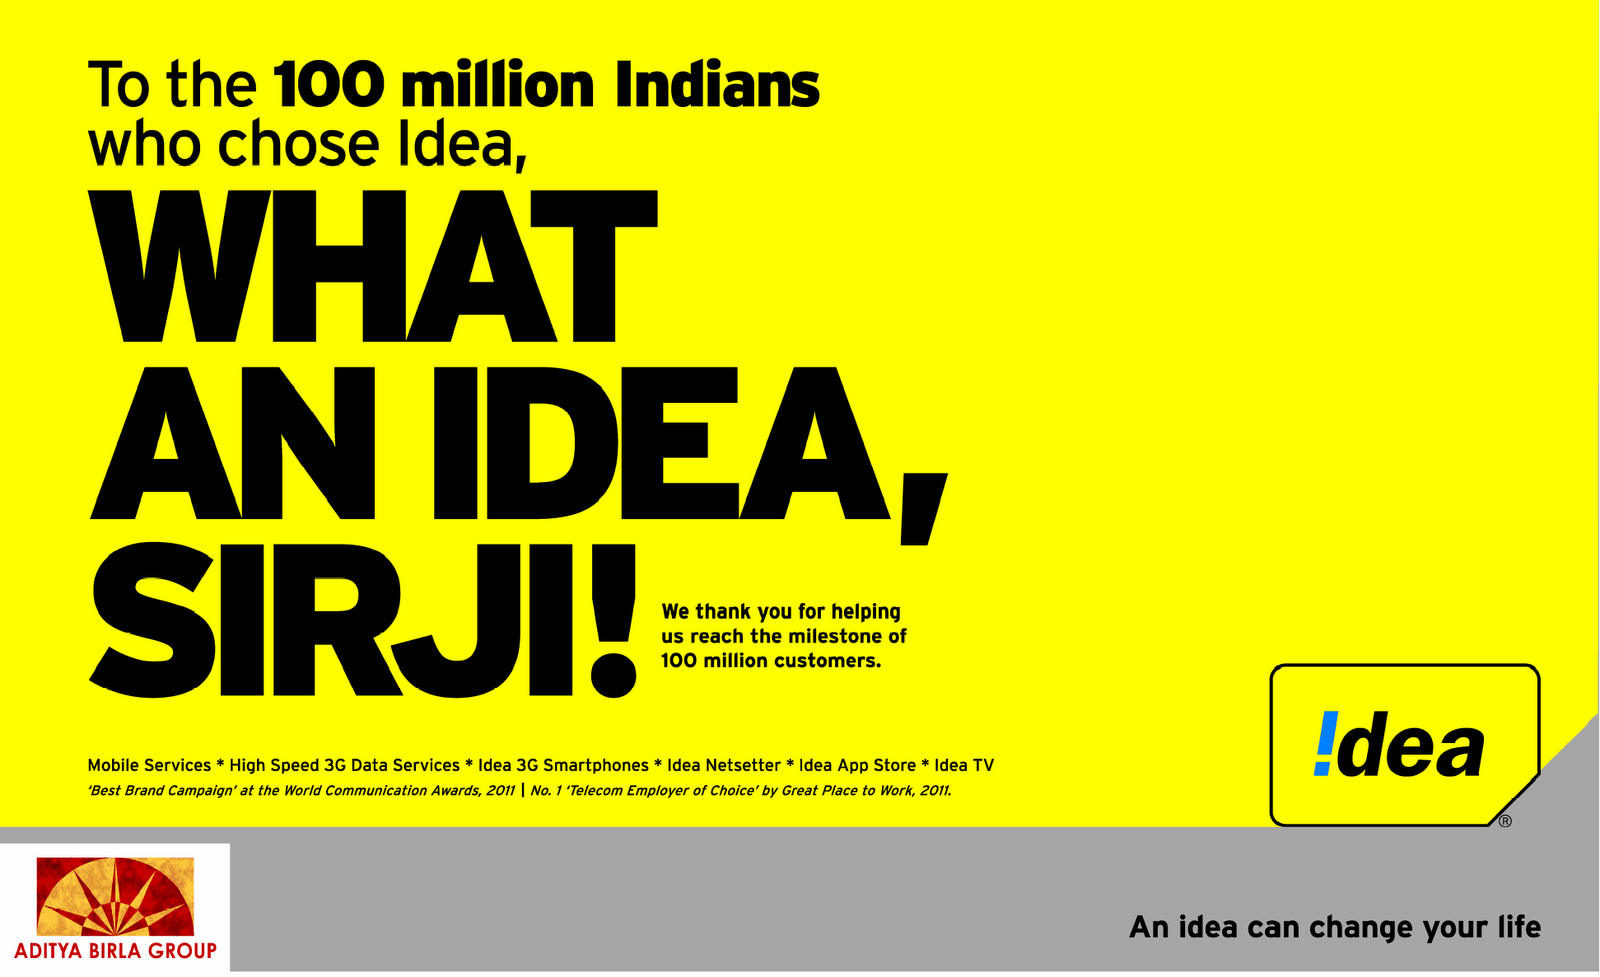 To the 100 million Indians
who chose Idea,
WHAT
AN IDEA,
SIRJI!
We thank you for helping
us reach the milestone of
100 million customers.
Mobile Services * High Speed 3G Data Services * Idea 3G Smartphones * Idea Netsetter * Idea App Store * Idea TV
‘Best Brand Campaign’ at the World Communication Awards, 2011 | No. 1 ‘Telecom Employer of Choice’ by Great Place to Work, 2011.
!dea
®
ADITYA BIRLA GROUP
An idea can change your life